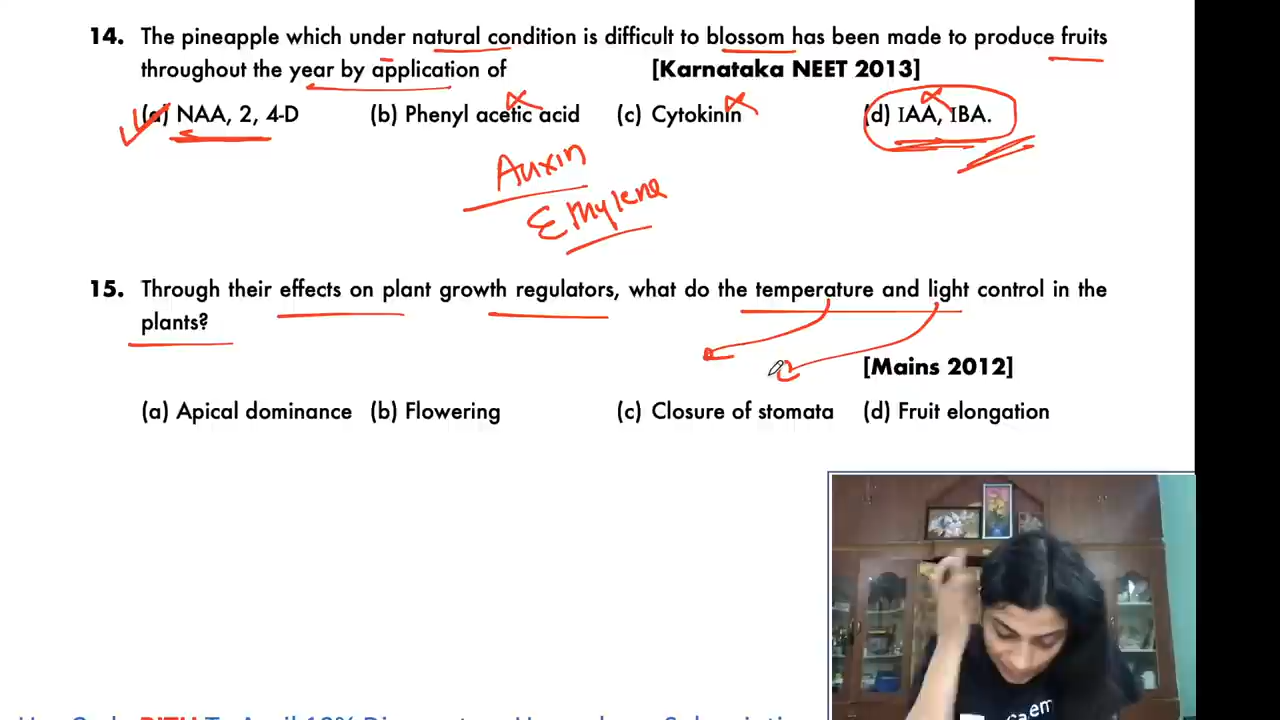 14. The pineapple which under natural condition is difficult to blossom has been made to produce fruits
throughout the year by application of [Karnataka NEET 2013]
(a) NAA, 2, 4-D (b) Phenyl acetic acid (c) Cytokinin (d) IAA, IBA.
Auxin
Ethylene
15. Through their effects on plant growth regulators, what do the temperature and light control in the
plants?
[Mains 2012]
(a) Apical dominance (b) Flowering (c) Closure of stomata (d) Fruit elongation